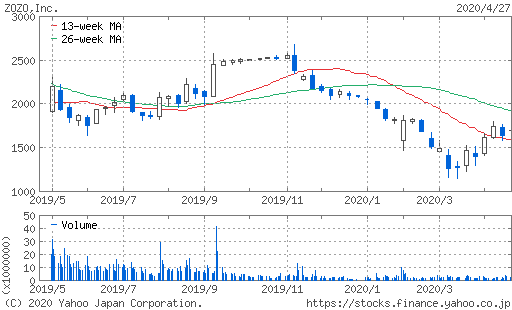 ZOZO,Inc. 2020/4/27
3000
13-week MA
26-week MA
2500
2000
1500
1000
2019/5 2019/7 2019/9 2019/11 2020/1 2020/3
50
Volume
40
30
20
10
0
(x1000000)
2019/5 2019/7 2019/9 2019/11 2020/1 2020/3
(C) 2020 Yahoo Japan Corporation. https://stocks.finance.yahoo.co.jp